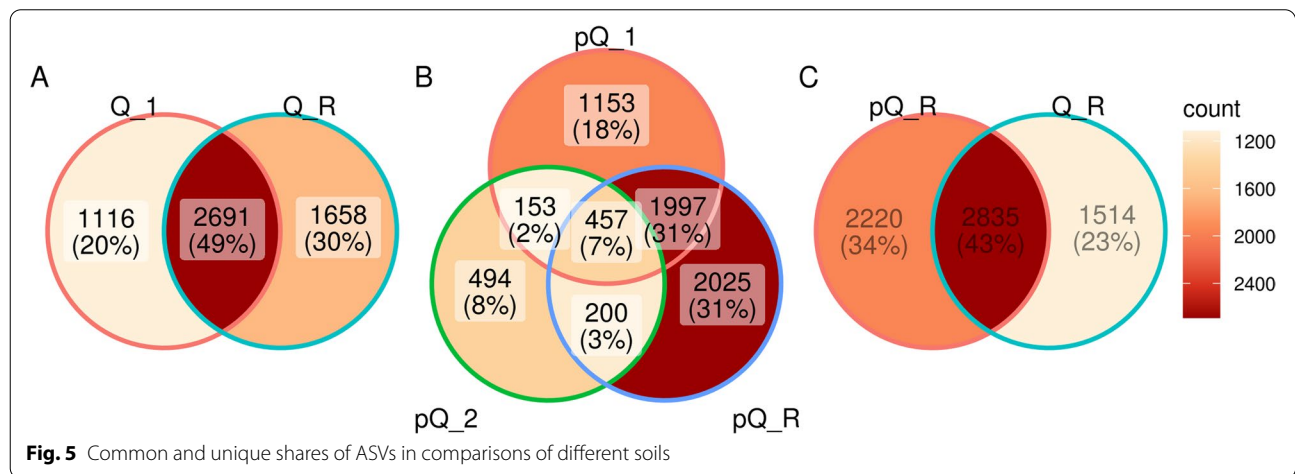 A
Q_1
Q_R
1116
(20%)
2691
(49%)
1658
(30%)
B
pQ_1
1153
(18%)
153
(2%)
457
(7%)
1997
(31%)
494
(8%)
200
(3%)
2025
(31%)
pQ_2
pQ_R
C
pQ_R
Q_R
2220
(34%)
2835
(43%)
1514
(23%)
count
1200
1600
2000
2400
Fig. 5 Common and unique shares of ASVs in comparisons of different soils